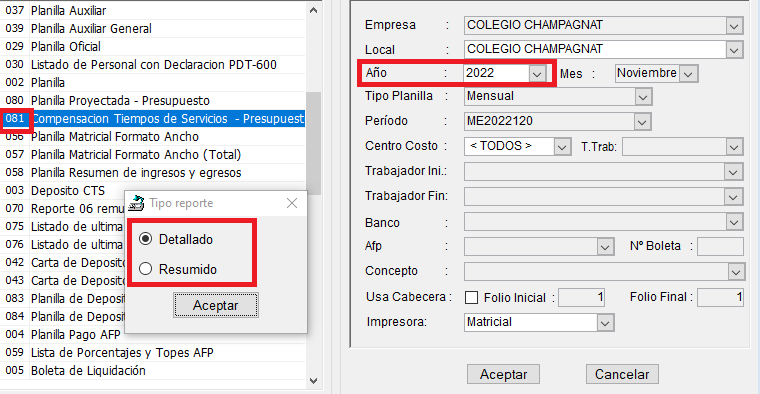 037 Planilla Auxiliar
039 Planilla Auxiliar General
029 Planilla Oficial
030 Listado de Personal con Declaracion PDT-600
002 Planilla
080 Planilla Proyectada - Presupuesto
081 Compensacion Tiempos de Servicios - Presupuest
056 Planilla Matricial Formato Ancho
057 Planilla Matricial Formato Ancho (Total)
058 Planilla Resumen de ingresos y egresos
003 Deposito CTS
070 Reporte 06 remu
075 Listado de ultima
076 Listado de ultima
042 Carta de Deposito
043 Carta de Deposito
083 Planilla de Deposi
084 Planilla de Deposi
004 Planilla Pago AFP
059 Lista de Porcentajes y Topes AFP
005 Boleta de Liquidación
Tipo reporte
Detallado
Resumido
Aceptar
Empresa : COLEGIO CHAMPAGNAT
Local : COLEGIO CHAMPAGNAT
Año : 2022 Mes : Noviembre
Tipo Planilla : Mensual
Período : ME2022120
Centro Costo : < TODOS > T.Trab:
Trabajador Ini.:
Trabajador Fin:
Banco :
Afp : Nº Boleta :
Concepto :
Usa Cabecera : Folio Inicial : 1 Folio Final : 1
Impresora: Matricial
Aceptar Cancelar